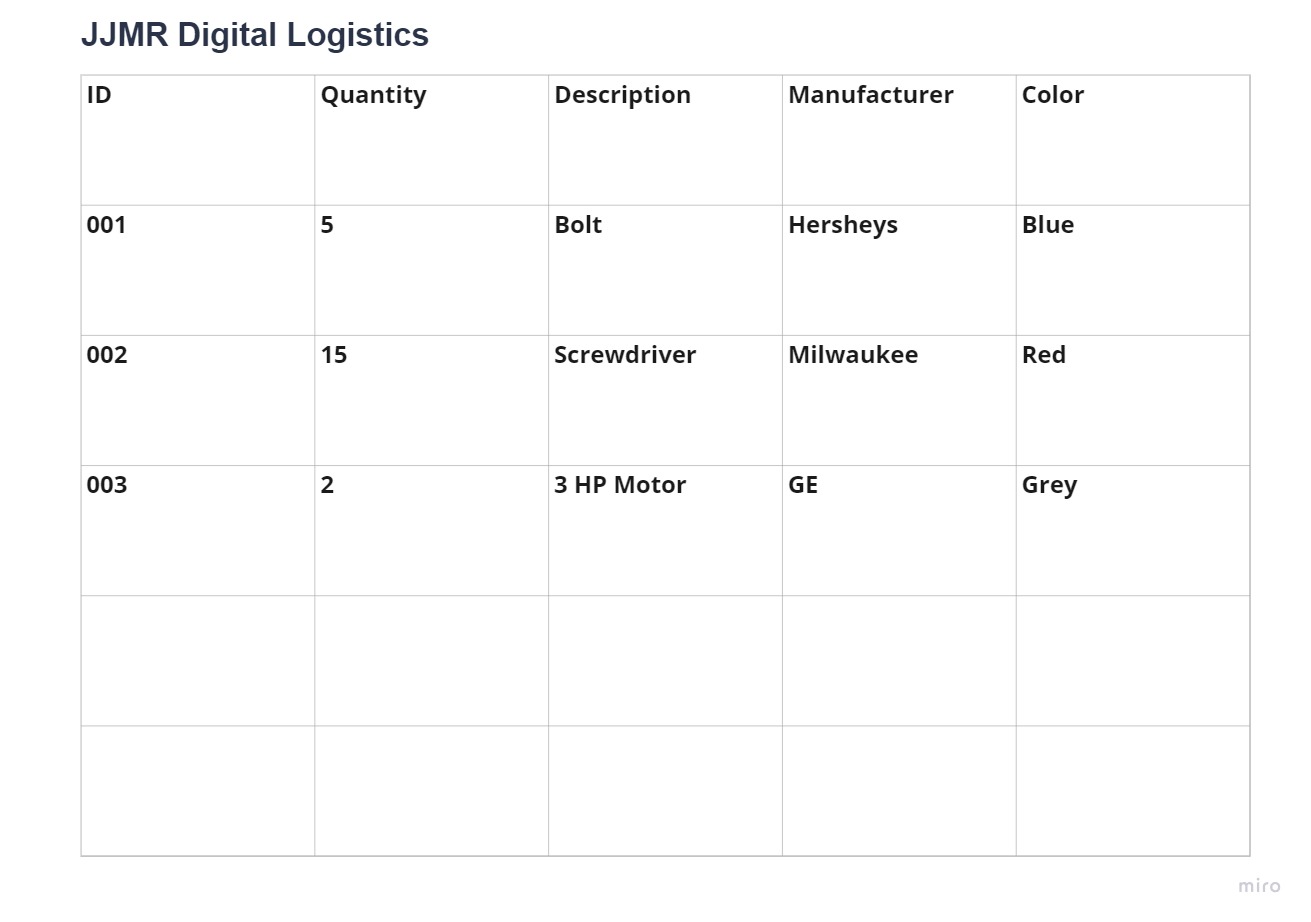 JJMR Digital Logistics
ID Quantity Description Manufacturer Color
001 5 Bolt Hersheys Blue
002 15 Screwdriver Milwaukee Red
003 2 3 HP Motor GE Grey
miro